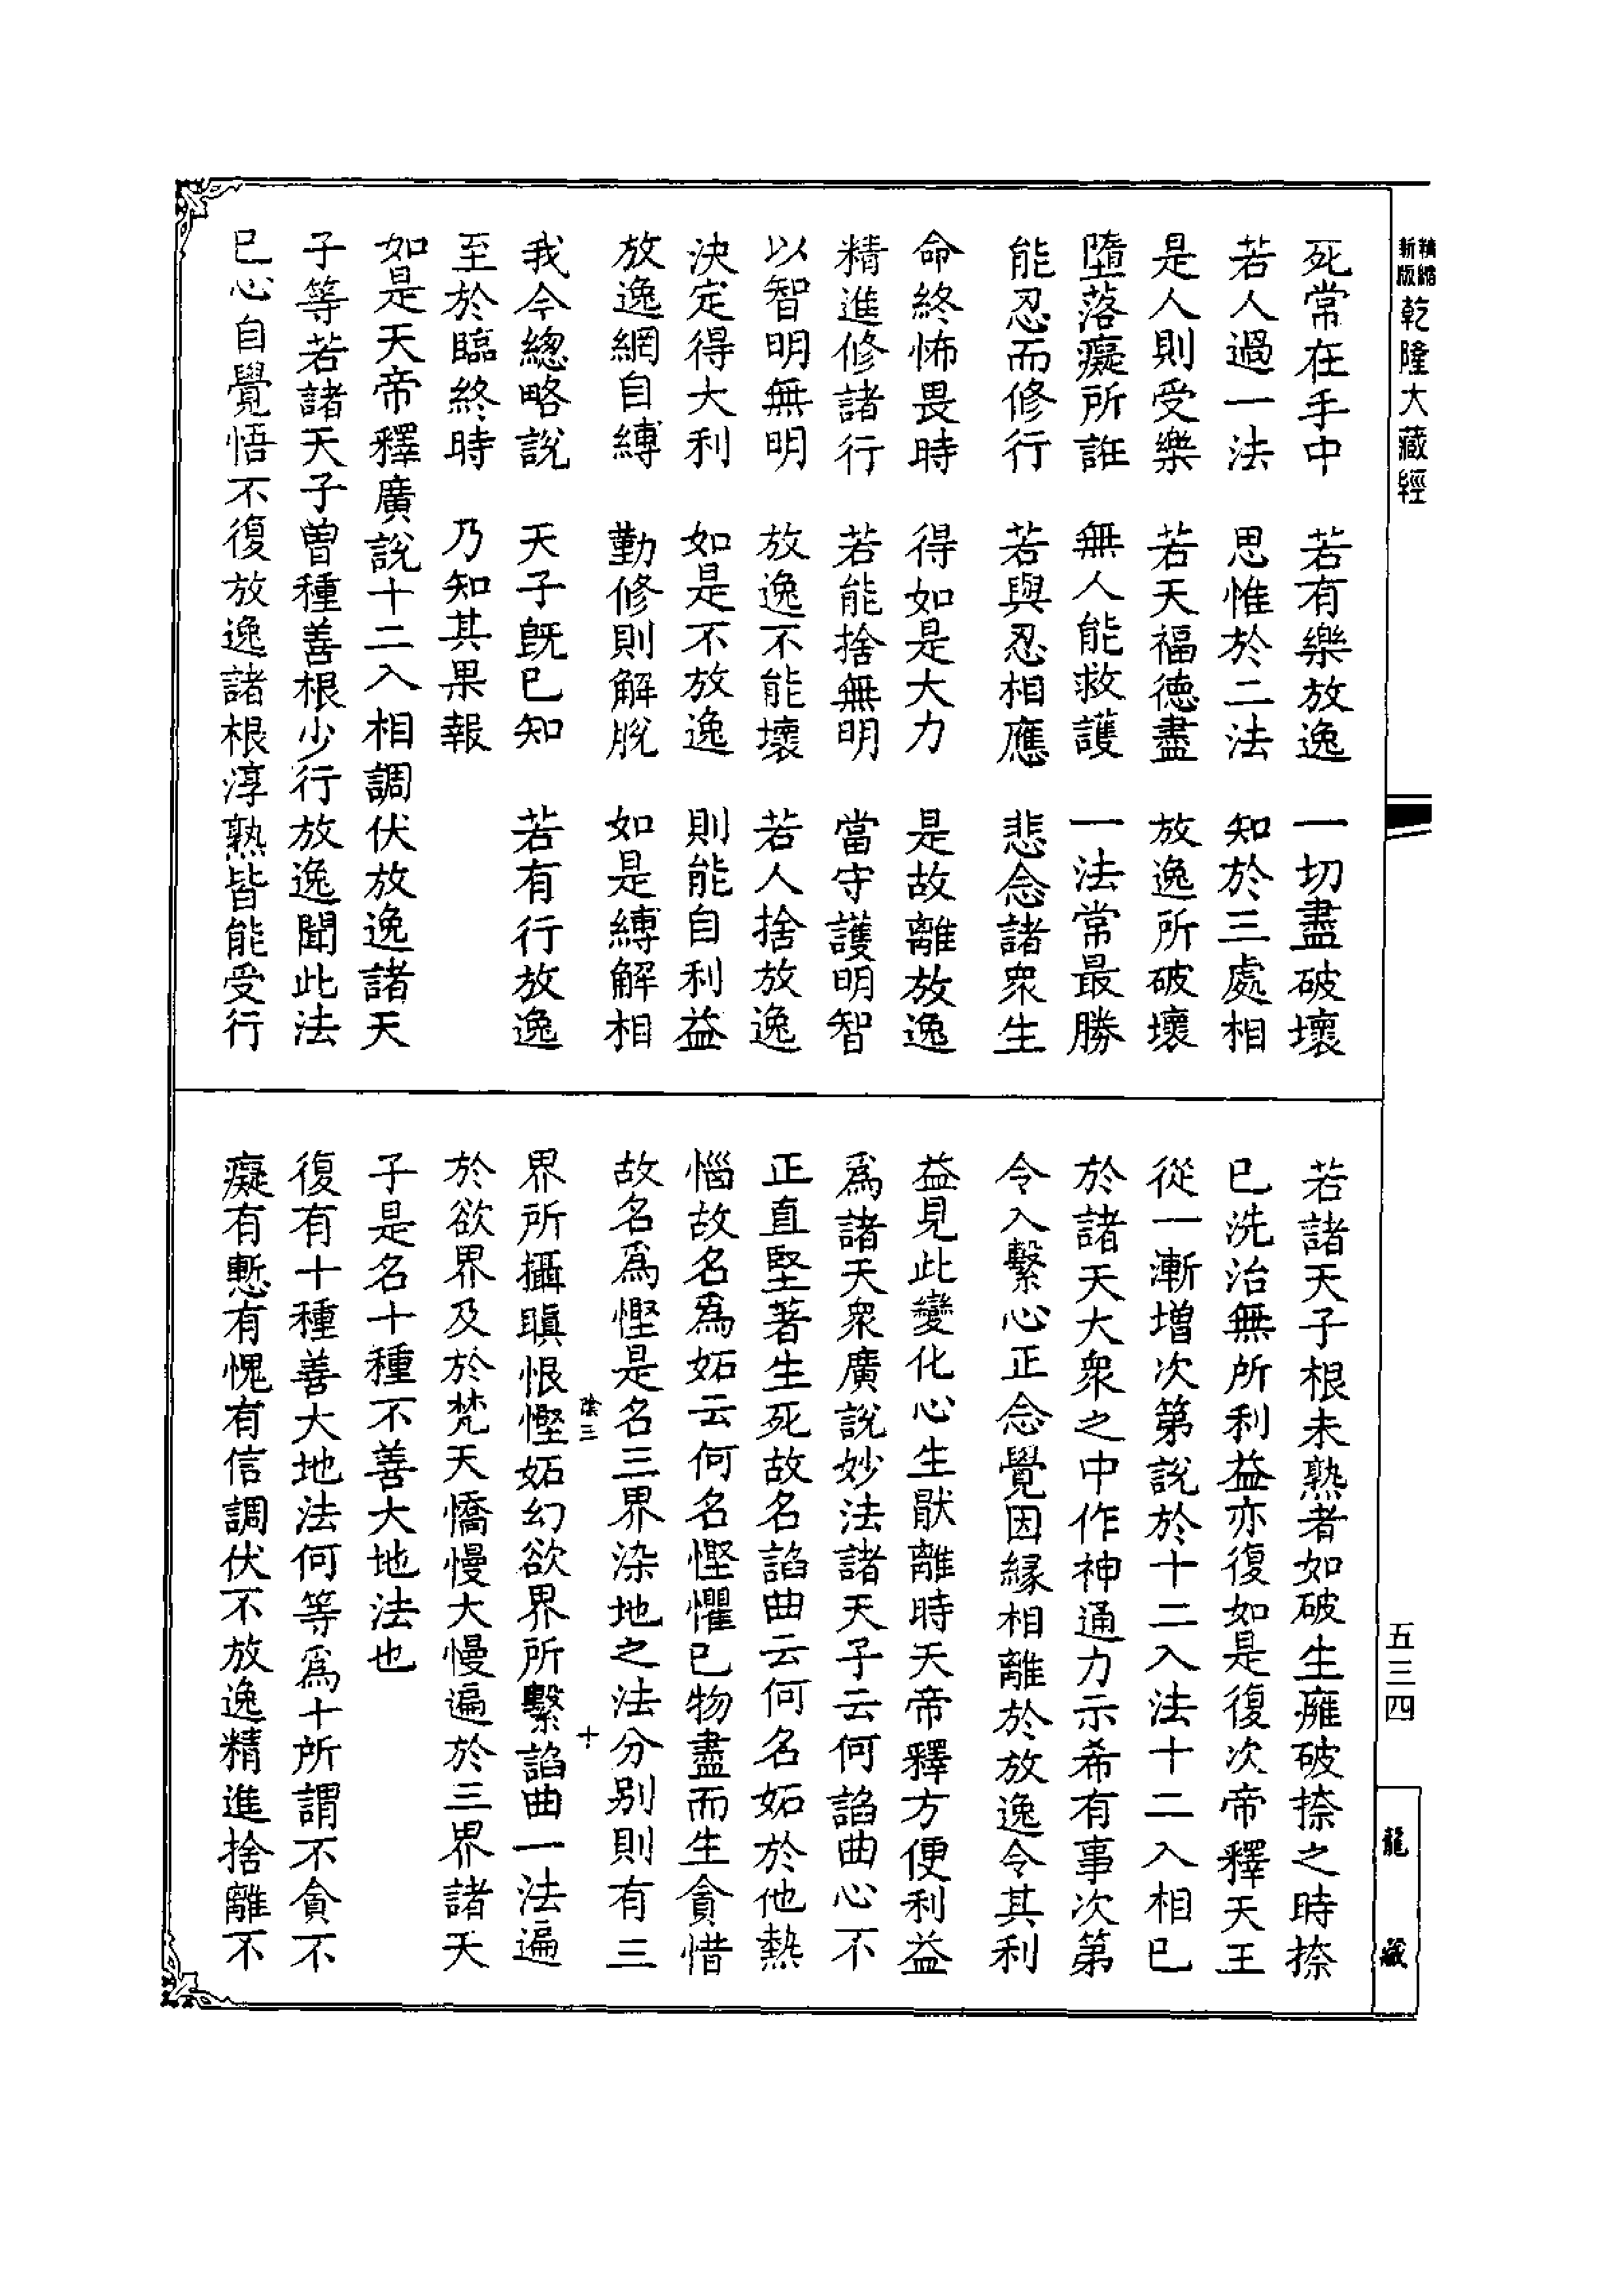 精縮新版乾隆大藏經
死常在手中　若有樂放逸　一切盡破壞
若人過一法　思惟於二法　知於三處相
是人則受樂　若天福德盡　放逸所破壞
墮落癡所誑　無人能救護　一法常最勝
能忍而修行　若與忍相應　悲念諸衆生
命終怖畏時　得如是大力　是故離放逸
精進修諸行　若能捨無明　當守護明智
以智明無明　放逸不能壞　若人捨放逸
決定得大利　如是不放逸　則能自利益
放逸網自縛　勤修則解脫　如是縛解相
我今總略說　天子旣已知　若有行放逸
至於臨終時　乃知其果報
如是天帝釋廣說十二入相調伏放逸諸天
子等若諸天子曾種善根少行放逸聞此法
已心自覺悟不復放逸諸根淳熟皆能受行
若諸天子根未熟者如破生癰破捺之時捺
已洗治無所利益亦復如是復次帝釋天王
從一漸增次第說於十二入法十二入相已
於諸天大衆之中作神通力示希有事次第
令入繫心正念覺因緣相離於放逸令其利
益見此變化心生厭離時天帝釋方便利益
爲諸天衆廣說妙法諸天子云何諂曲心不
正直堅著生死故名諂曲云何名妬於他熱
惱故名爲妬云何名慳懼已物盡而生貪惜
故名爲慳是名三界染地之法分別則有三
陰三　十
界所攝瞋恨慳妬幻欲界所繫諂曲一法遍
於欲界及於梵天憍慢大慢遍於三界諸天
子是名十種不善大地法也
復有十種善大地法何等爲十所謂不貪不
癡有慙有愧有信調伏不放逸精進捨離不
五三四
龍藏